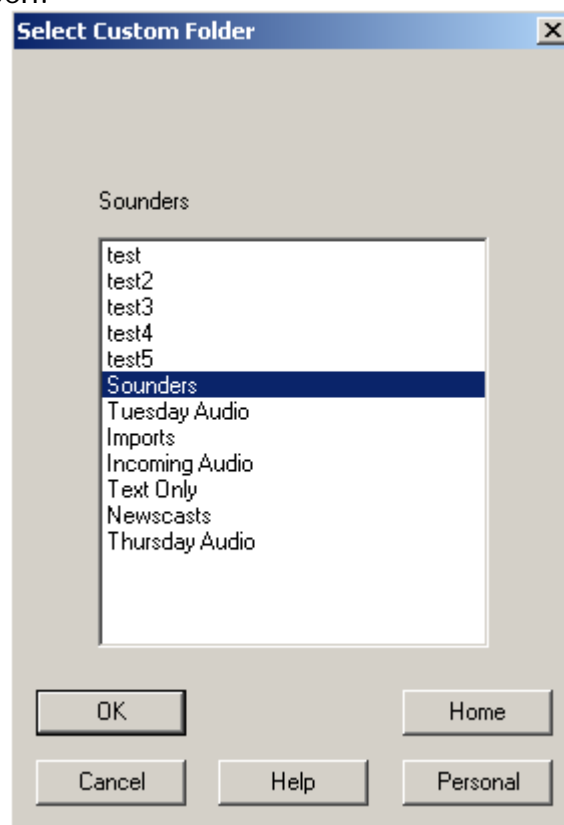 Select Custom Folder
Sounders
test
test2
test3
test4
test5
Sounders
Tuesday Audio
Imports
Incoming Audio
Text Only
Newscasts
Thursday Audio
OK
Home
Cancel
Help
Personal